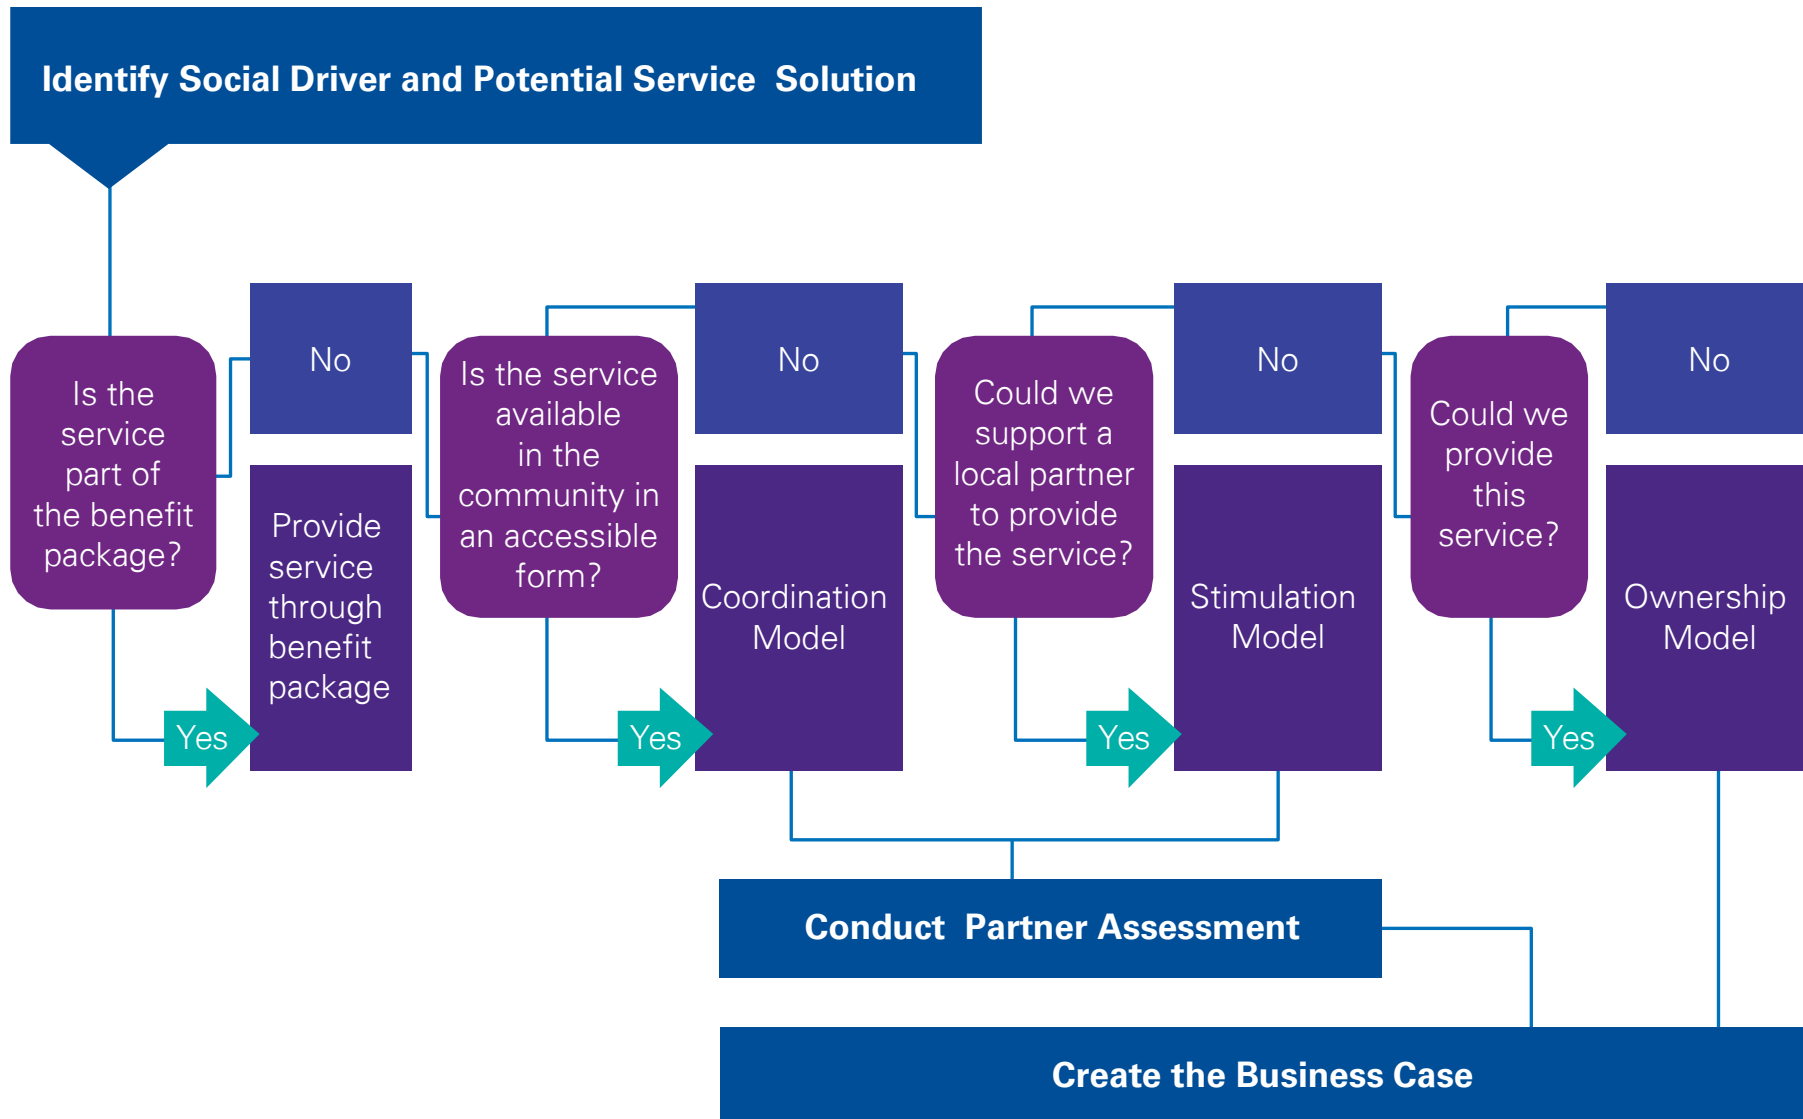 Identify Social Driver and Potential Service Solution
Is the
service
part of
the benefit
package?
No
Provide
service
through
benefit
package
Yes
Is the service
available
in the
community in
an accessible
form?
No
Coordination
Model
Yes
Could we
support a
local partner
to provide
the service?
No
Stimulation
Model
Yes
Could we
provide
this
service?
No
Ownership
Model
Yes
Conduct Partner Assessment
Create the Business Case